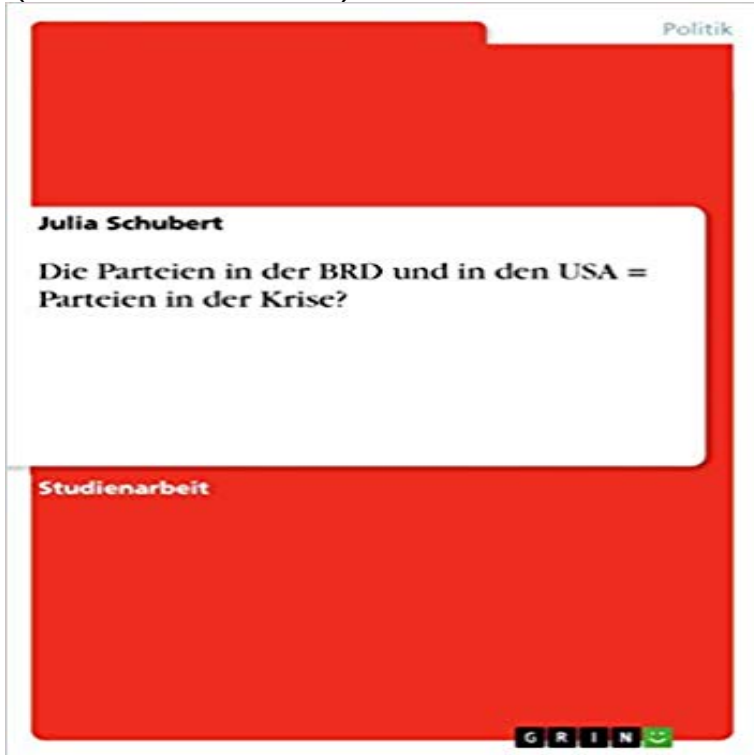 Politik
Julia Schubert
Die Parteien in der BRD und in den USA =
Parteien in der Krise?
Studienarbeit
GRIN